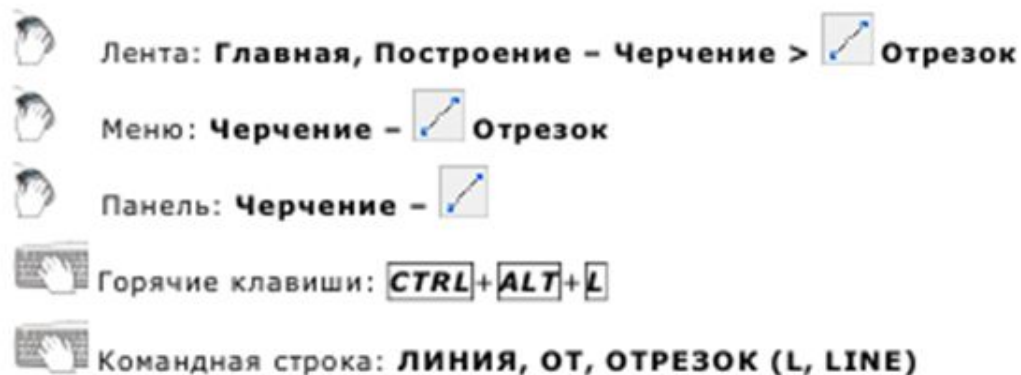 Лента: Главная, Построение – Черчение > Отрезок
Меню: Черчение – Отрезок
Панель: Черчение –
Горячие клавиши: CTRL+ALT+L
Командная строка: ЛИНИЯ, ОТ, ОТРЕЗОК (L, LINE)